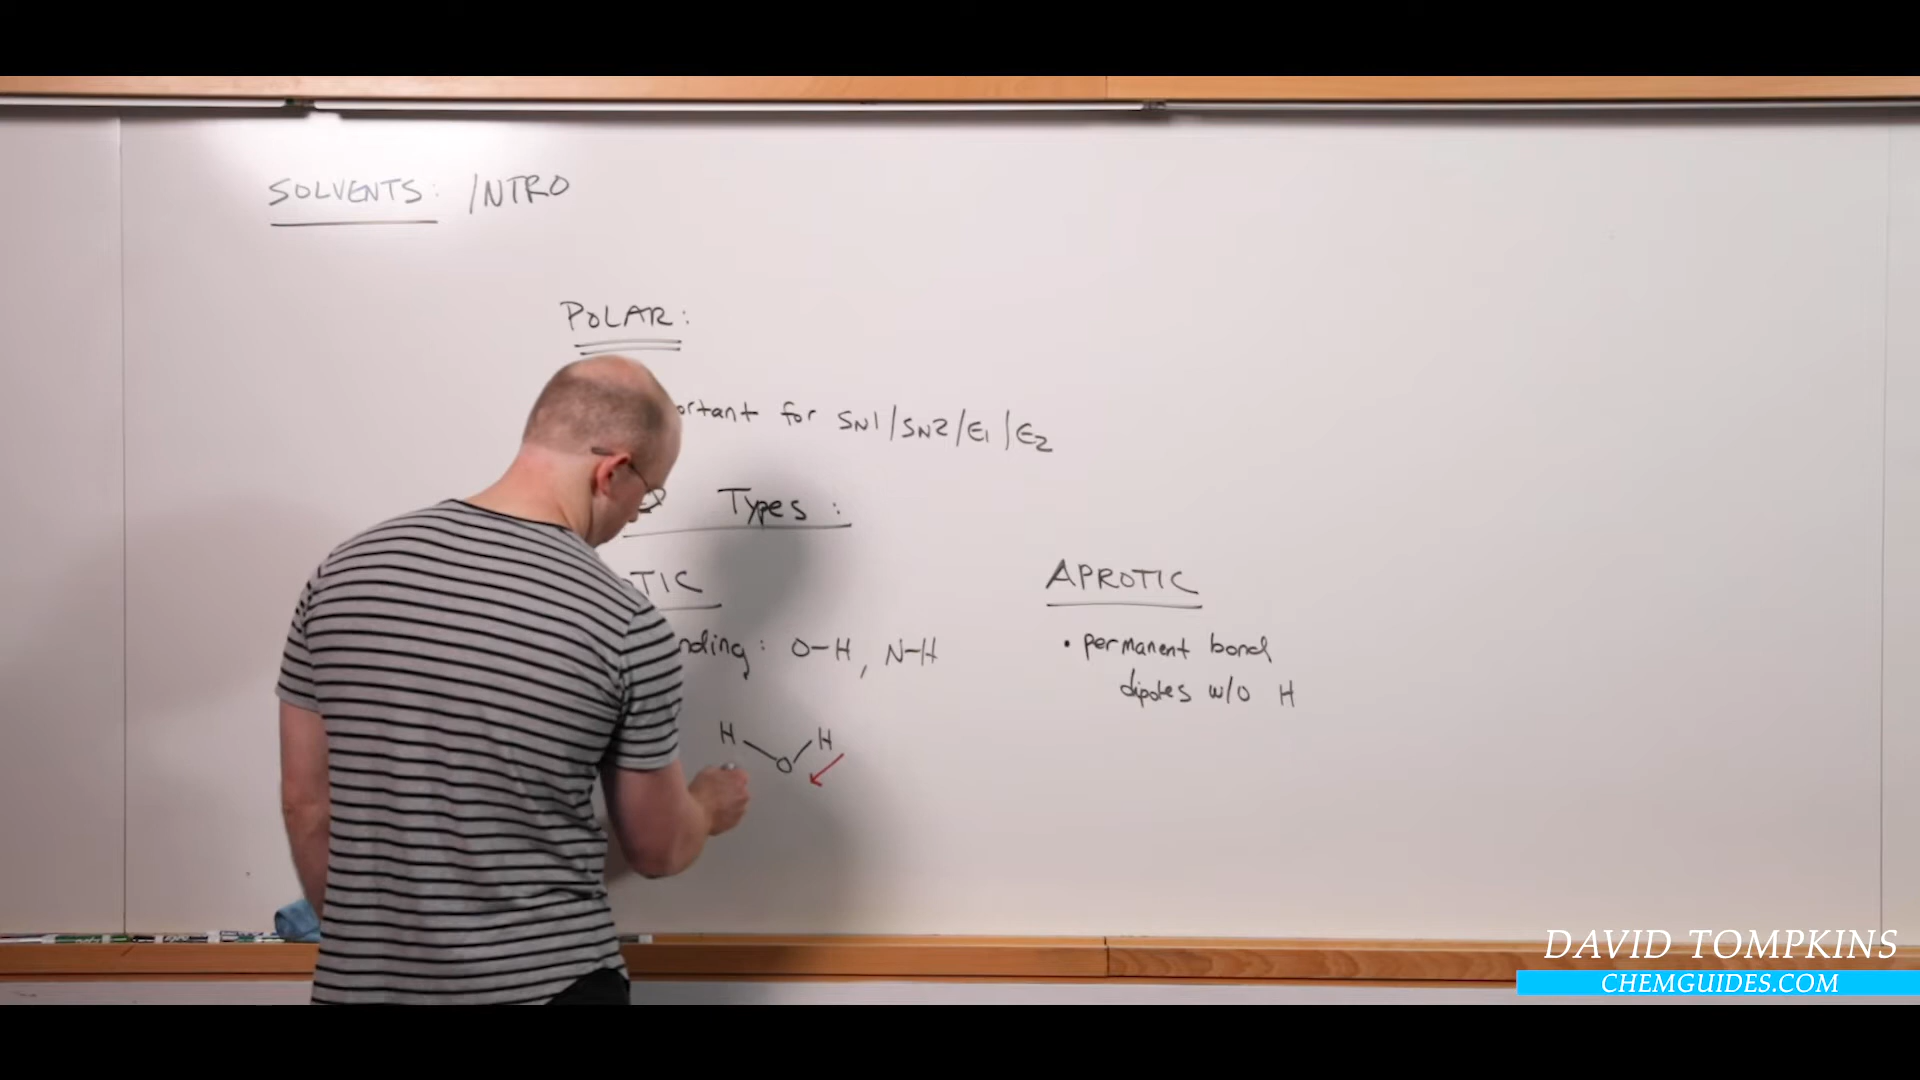 SOLVENTS: INTRO
POLAR:
ortant for SN1/SN2/E1/E2
Types:
TIC
APROTIC
nding: O-H, N-H
• permanent bond
dipoles w/o H
H H
O
DAVID TOMPKINS
CHEMGUIDES.COM